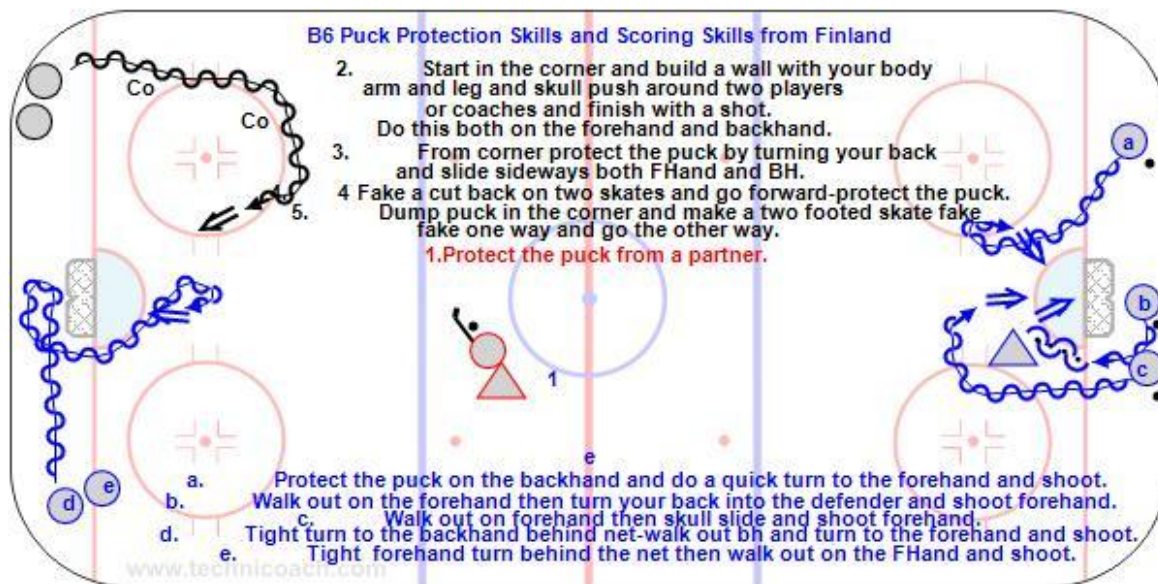 B6 Puck Protection Skills and Scoring Skills from Finland
2. Start in the corner and build a wall with your body
arm and leg and skull push around two players
or coaches and finish with a shot.
Do this both on the forehand and backhand.
3. From corner protect the puck by turning your back
and slide sideways both FHand and BH.
4 Fake a cut back on two skates and go forward-protect the puck.
5. Dump puck in the corner and make a two footed skate fake
fake one way and go the other way.
1.Protect the puck from a partner.
Co
Co
a
b
c
1
d
e
e
a. Protect the puck on the backhand and do a quick turn to the forehand and shoot.
b. Walk out on the forehand then turn your back into the defender and shoot forehand.
c. Walk out on forehand then skull slide and shoot forehand.
d. Tight turn to the backhand behind net-walk out bh and turn to the forehand and shoot.
e. Tight forehand turn behind the net then walk out on the FHand and shoot.
www.technicoach.com